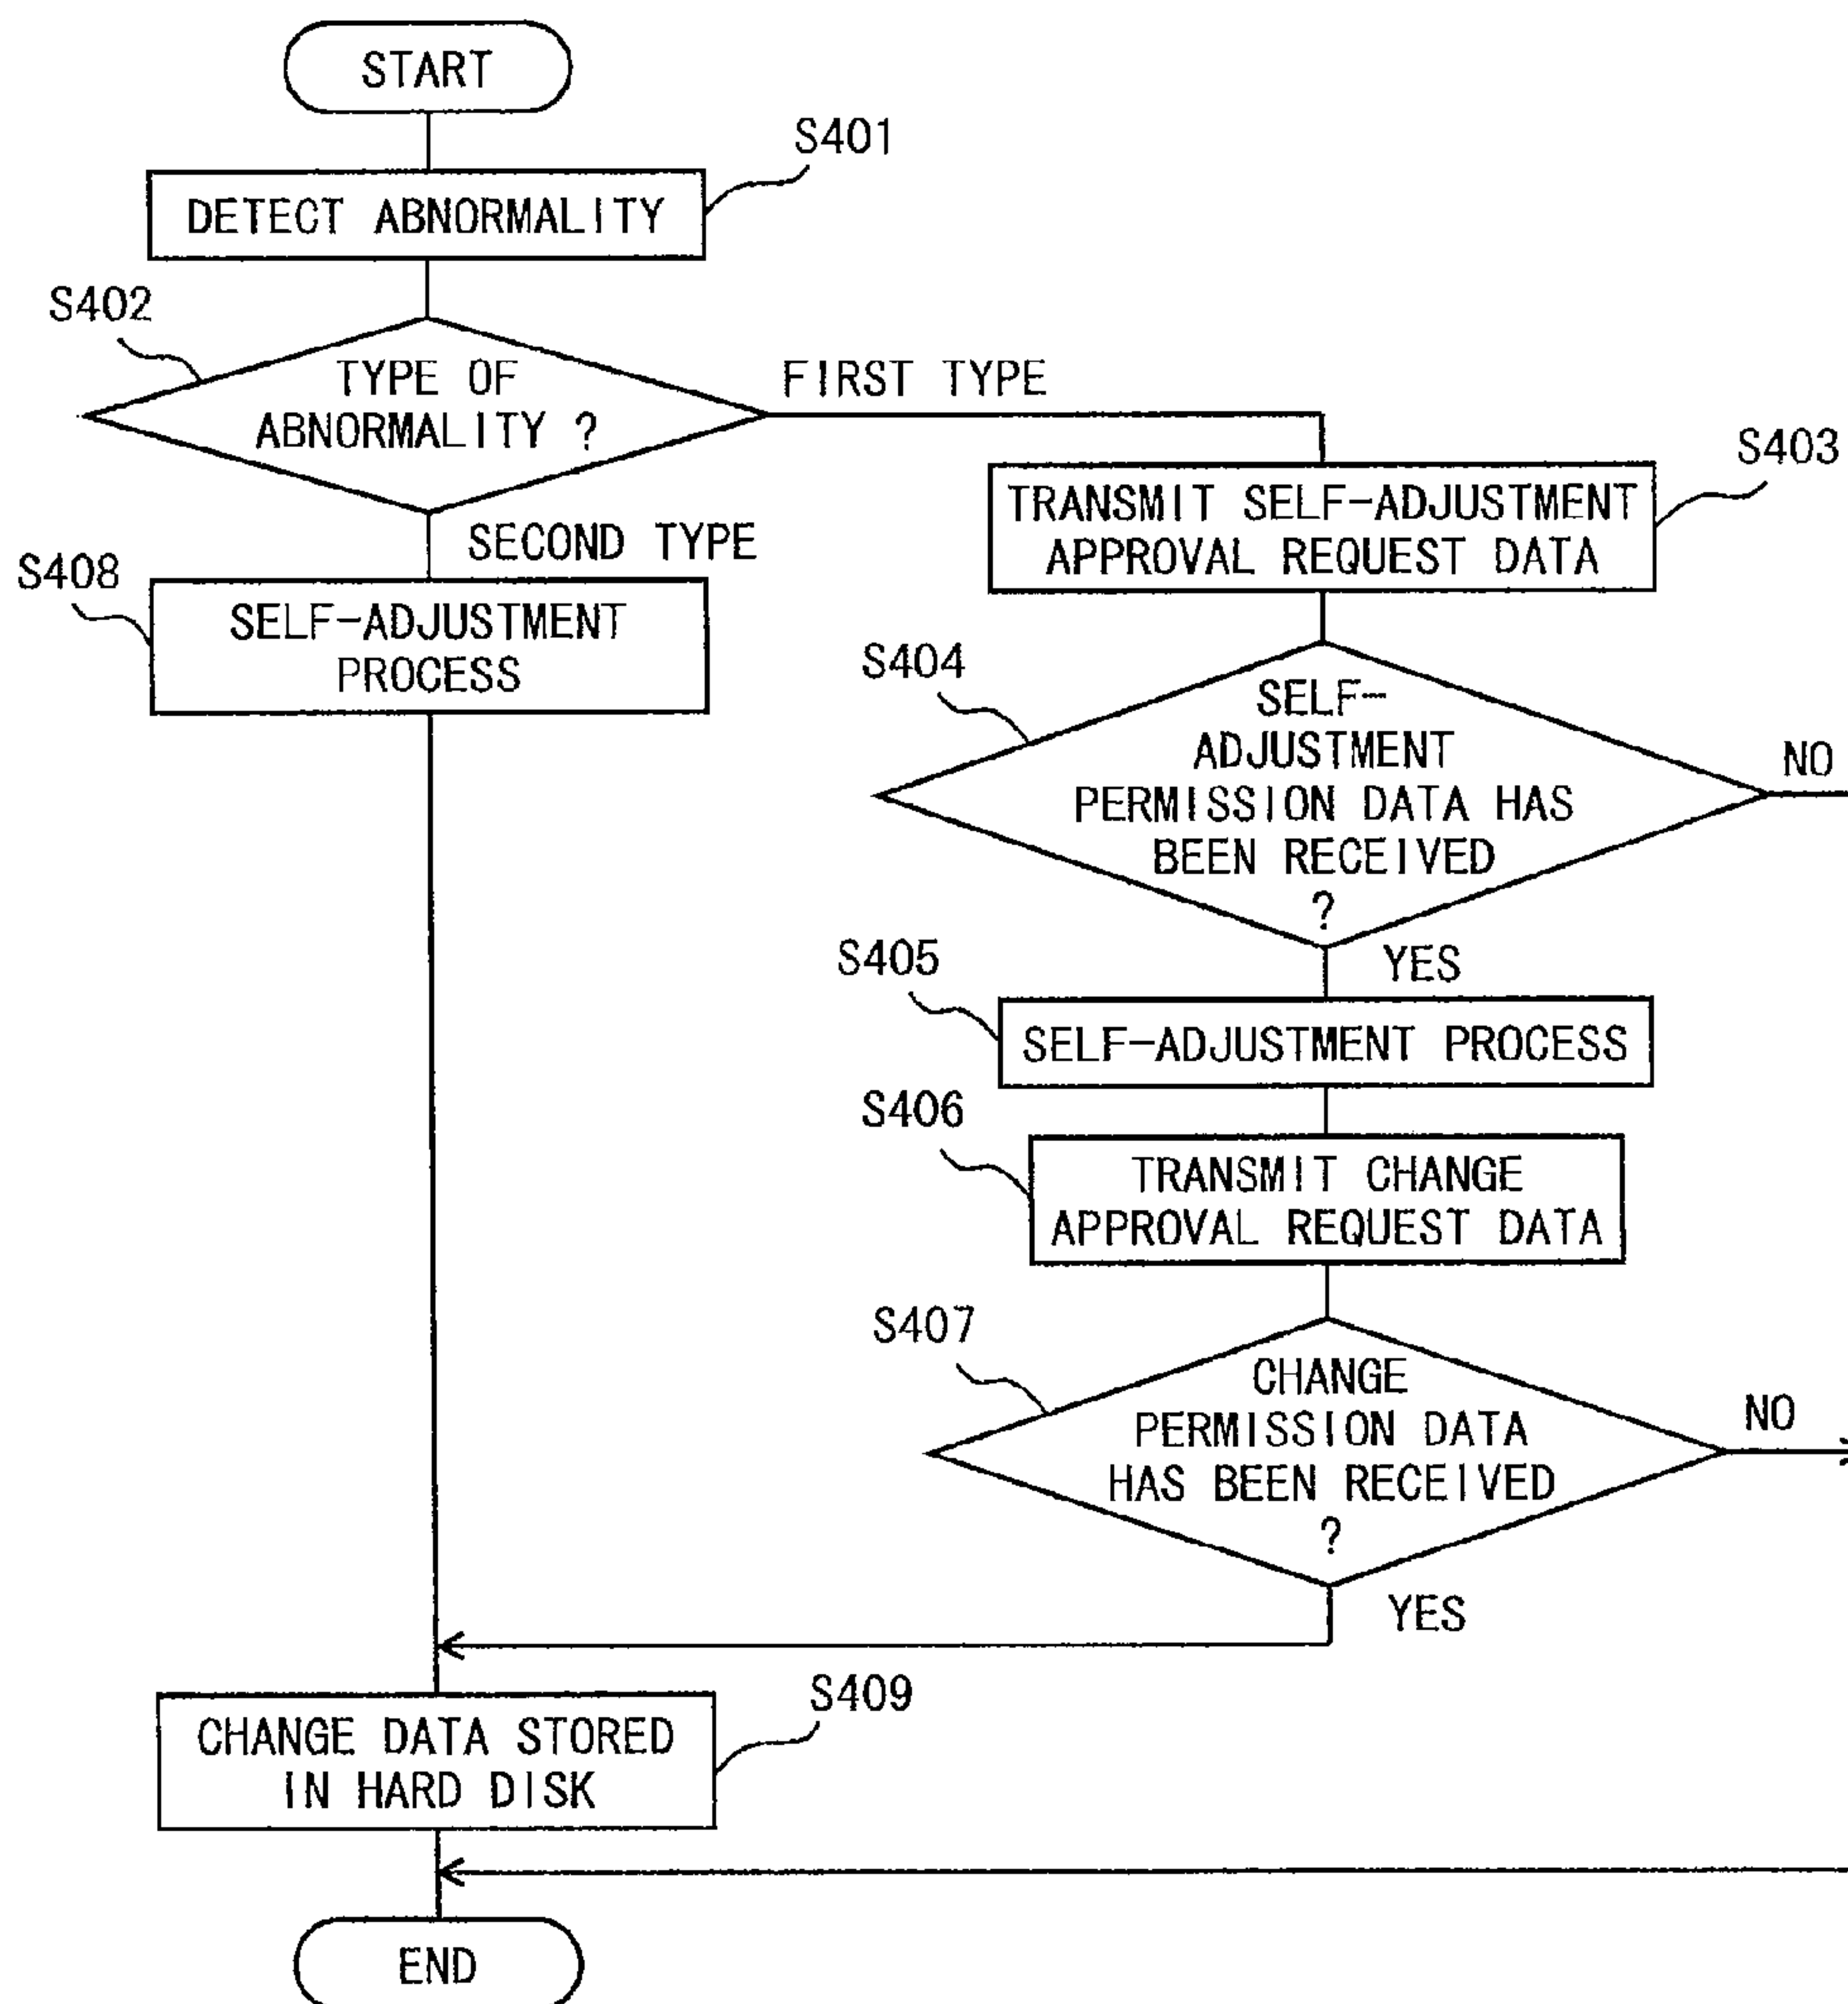 START
S401
DETECT ABNORMALITY
S402
TYPE OF
ABNORMALITY ?
FIRST TYPE
SECOND TYPE
S403
TRANSMIT SELF-ADJUSTMENT
APPROVAL REQUEST DATA
S408
SELF-ADJUSTMENT
PROCESS
S404
SELF-
ADJUSTMENT
PERMISSION DATA HAS
BEEN RECEIVED
?
NO
YES
S405
SELF-ADJUSTMENT PROCESS
S406
TRANSMIT CHANGE
APPROVAL REQUEST DATA
S407
CHANGE
PERMISSION DATA
HAS BEEN RECEIVED
?
NO
YES
S409
CHANGE DATA STORED
IN HARD DISK
END